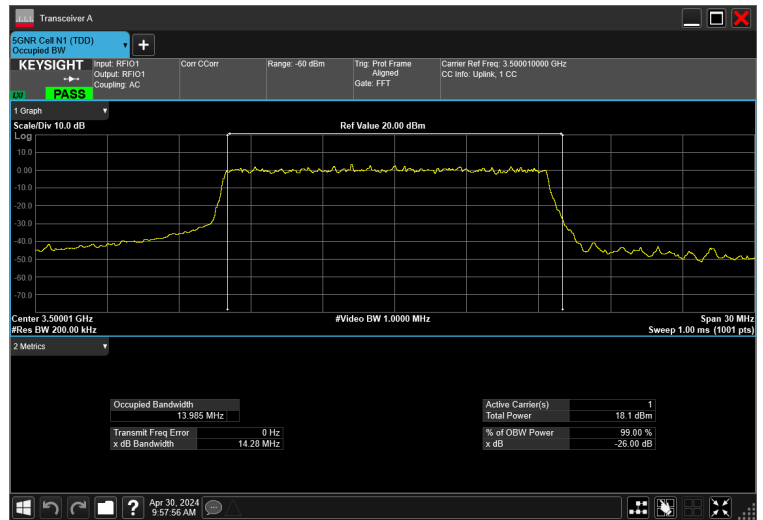 Transceiver A
5GNR Cell N1 (TDD)
Occupied BW
KEYSIGHT
LXI
PASS
Input: RFIO1
Output: RFIO1
Coupling: AC
Corr CCorr
Range: -60 dBm
Trig: Prot Frame
Aligned
Gate: FFT
Carrier Ref Freq: 3.500010000 GHz
CC Info: Uplink, 1 CC
1 Graph
Scale/Div 10.0 dB
Ref Value 20.00 dBm
Log
10.0
0.00
-10.0
-20.0
-30.0
-40.0
-50.0
-60.0
-70.0
Center 3.50001 GHz
#Video BW 1.0000 MHz
Span 30 MHz
#Res BW 200.00 kHz
Sweep 1.00 ms (1001 pts)
2 Metrics
Occupied Bandwidth
13.985 MHz
Transmit Freq Error 0 Hz
x dB Bandwidth 14.28 MHz
Active Carrier(s) 1
Total Power 18.1 dBm
% of OBW Power 99.00 %
x dB -26.00 dB
?
Apr 30, 2024
9:57:56 AM